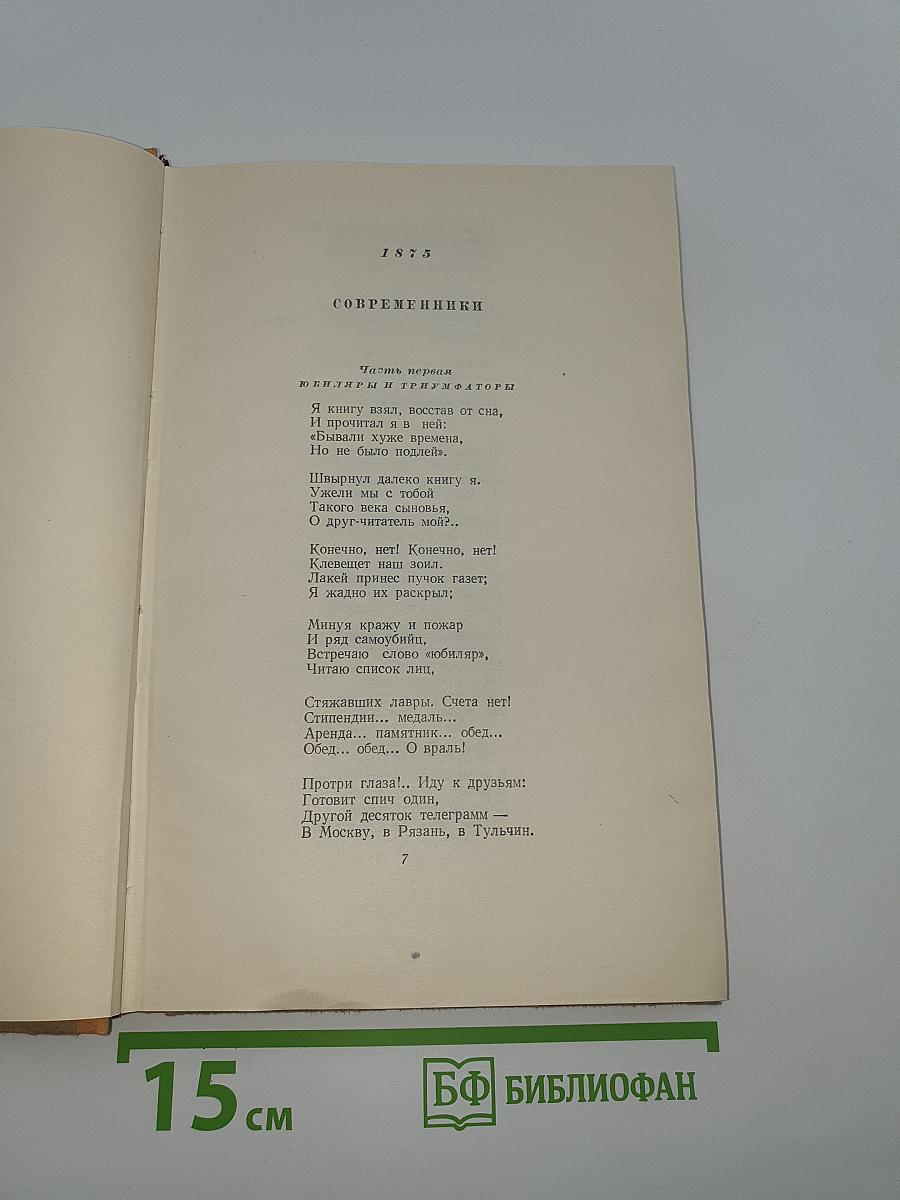 1875
СОВРЕМЕННИКИ
Часть первая
ЮБИЛЯРЫ И ТРИУМФАТОРЫ
Я книгу взял, восстав от сна,
И прочитал я в ней:
«Бывали хуже времена,
Но не было подлей».
Швырнул далеко книгу я.
Ужели мы с тобой
Такого века сыновья,
О друг-читатель мой?..
Конечно, нет! Конечно, нет!
Клевещет наш зоил.
Лакей принес пучок газет;
Я жадно их раскрыл;
Минуя кражу и пожар
И ряд самоубийц,
Встречаю слово «юбиляр»,
Читаю список лиц,
Стяжавших лавры. Счета нет!
Стипендии... медаль...
Аренда... памятник... обед...
Обед... обед... О враль!
Протри глаза!.. Иду к друзьям:
Готовит спич один,
Другой десяток телеграмм —
В Москву, в Рязань, в Тульчин.
7
15 см
БФ БИБЛИОФАН